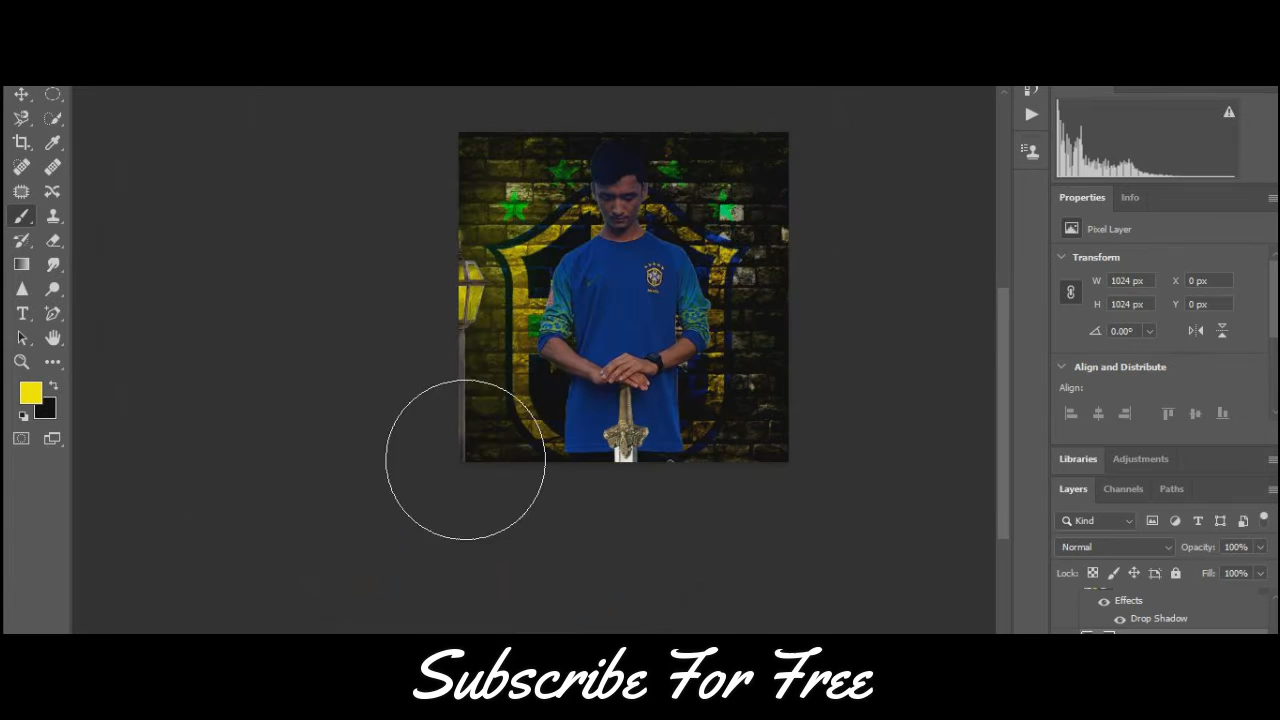 Properties
Info
Pixel Layer
Transform
W 1024 px X 0 px
H 1024 px Y 0 px
0.00°
Align and Distribute
Align:
Libraries
Adjustments
Layers
Channels
Paths
Kind
Normal
Opacity: 100%
Lock:
Fill: 100%
Effects
Drop Shadow
Subscribe For Free